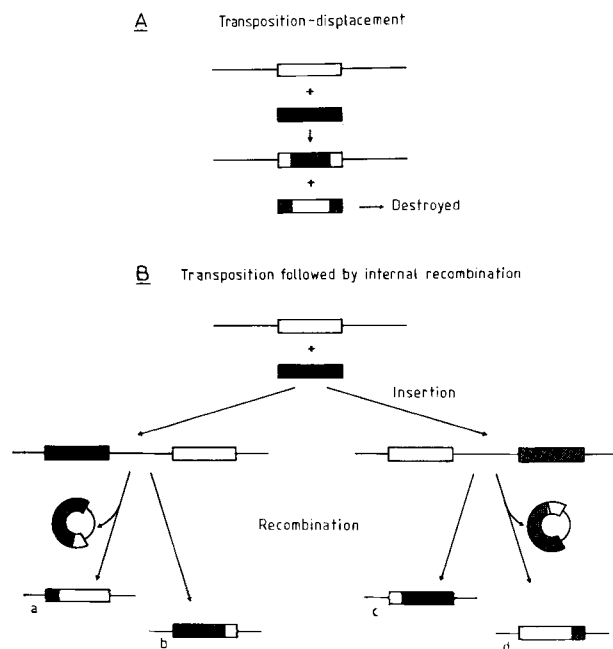 A Transposition-displacement
+
+
Destroyed
B Transposition followed by internal recombination
+
Insertion
Recombination
a
b
c
d